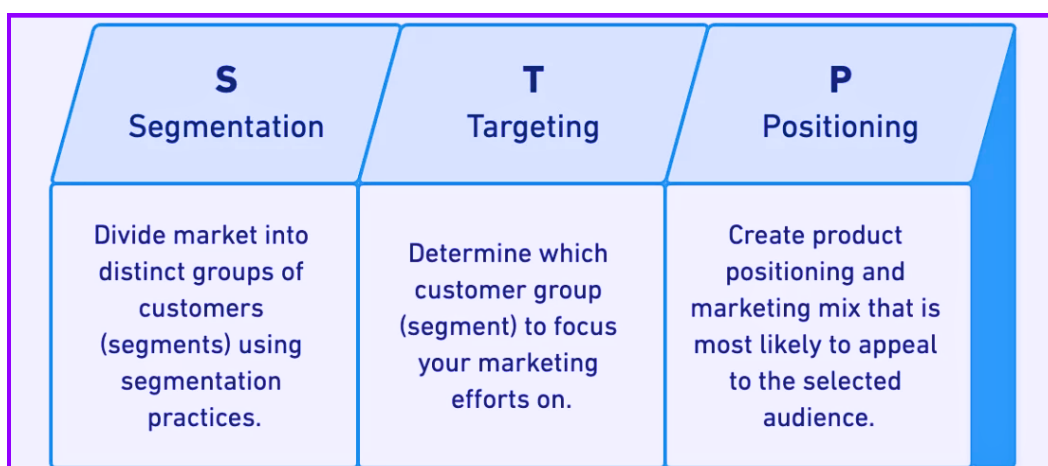 S
Segmentation
Divide market into
distinct groups of
customers
(segments) using
segmentation
practices.
T
Targeting
Determine which
customer group
(segment) to focus
your marketing
efforts on.
P
Positioning
Create product
positioning and
marketing mix that is
most likely to appeal
to the selected
audience.